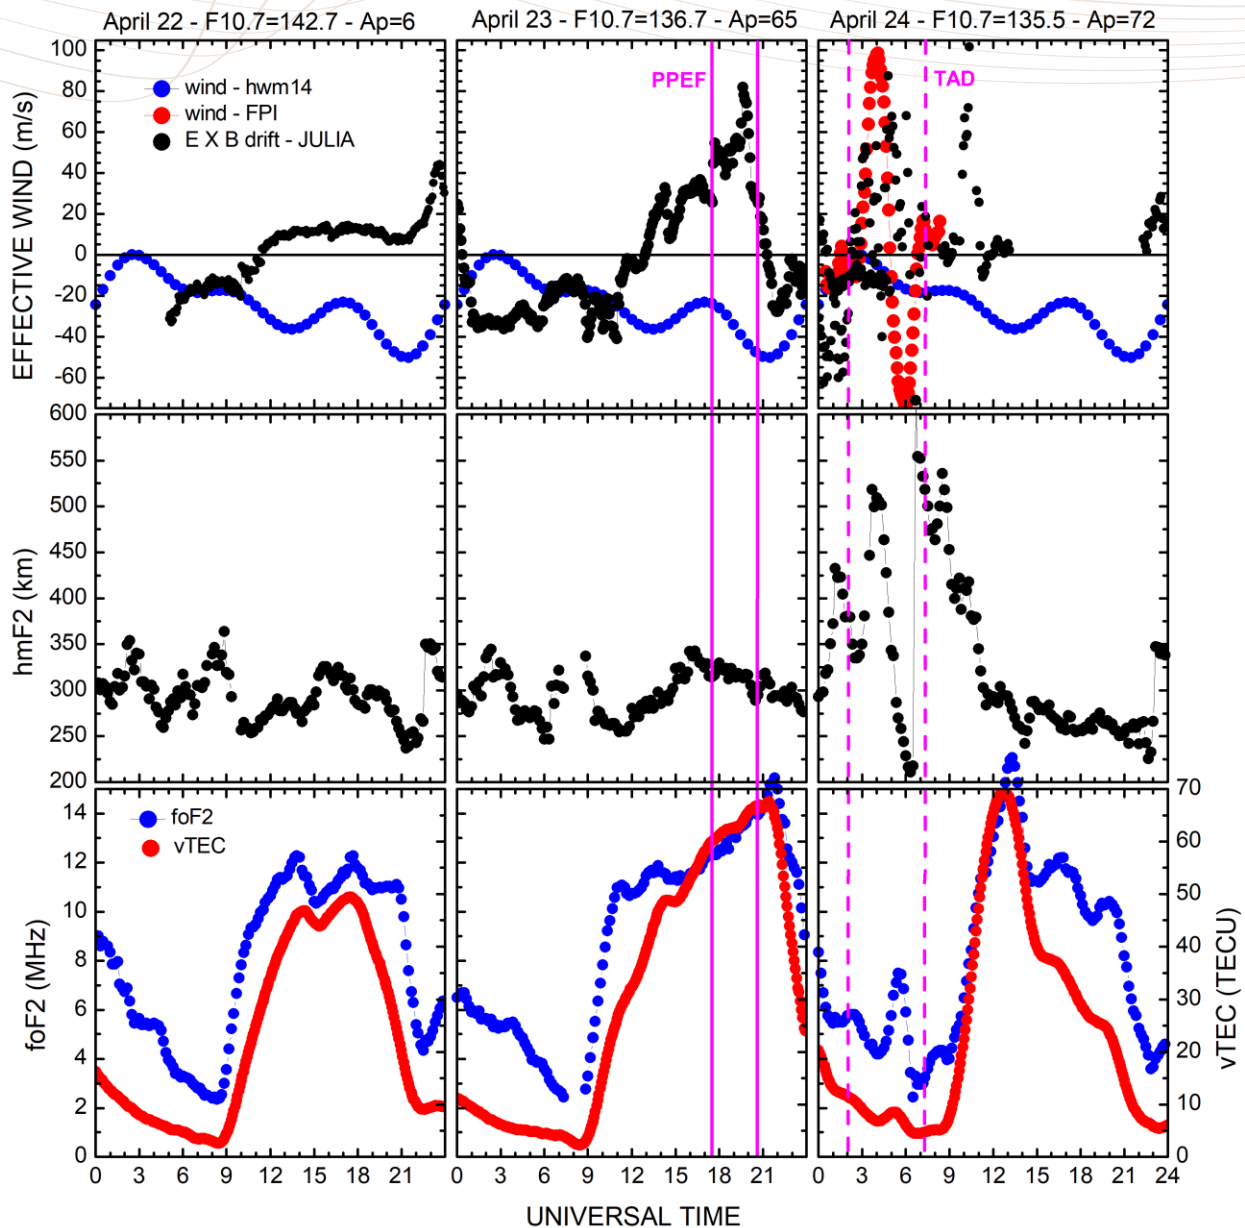 April 22 - F10.7=142.7 - Ap=6
April 23 - F10.7=136.7 - Ap=65
April 24 - F10.7=135.5 - Ap=72
EFFECTIVE WIND (m/s)
100
80
60
40
20
0
-20
-40
-60
wind - hwm14
wind - FPI
E X B drift - JULIA
PPEF
TAD
hmF2 (km)
600
550
500
450
400
350
300
250
200
foF2 (MHz)
14
12
10
8
6
4
2
0
foF2
vTEC
70
60
50
40
30
20
10
0
vTEC (TECU)
0 3 6 9 12 15 18 21 0 3 6 9 12 15 18 21 0 3 6 9 12 15 18 21 24
UNIVERSAL TIME